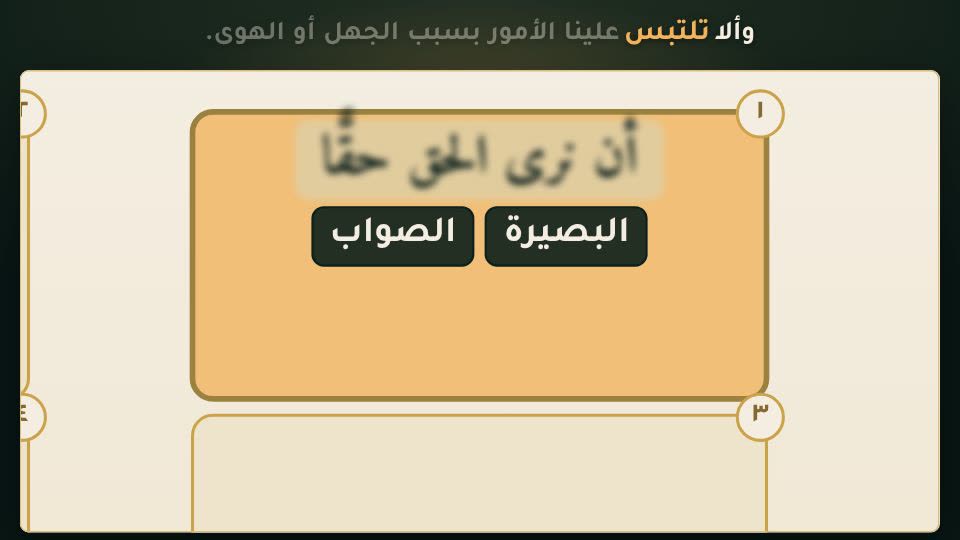 وألا تلتبس علينا الأمور بسبب الجهل أو الهوى.
١
أن نرى الحق حقًّا
البصيرة الصواب
٣